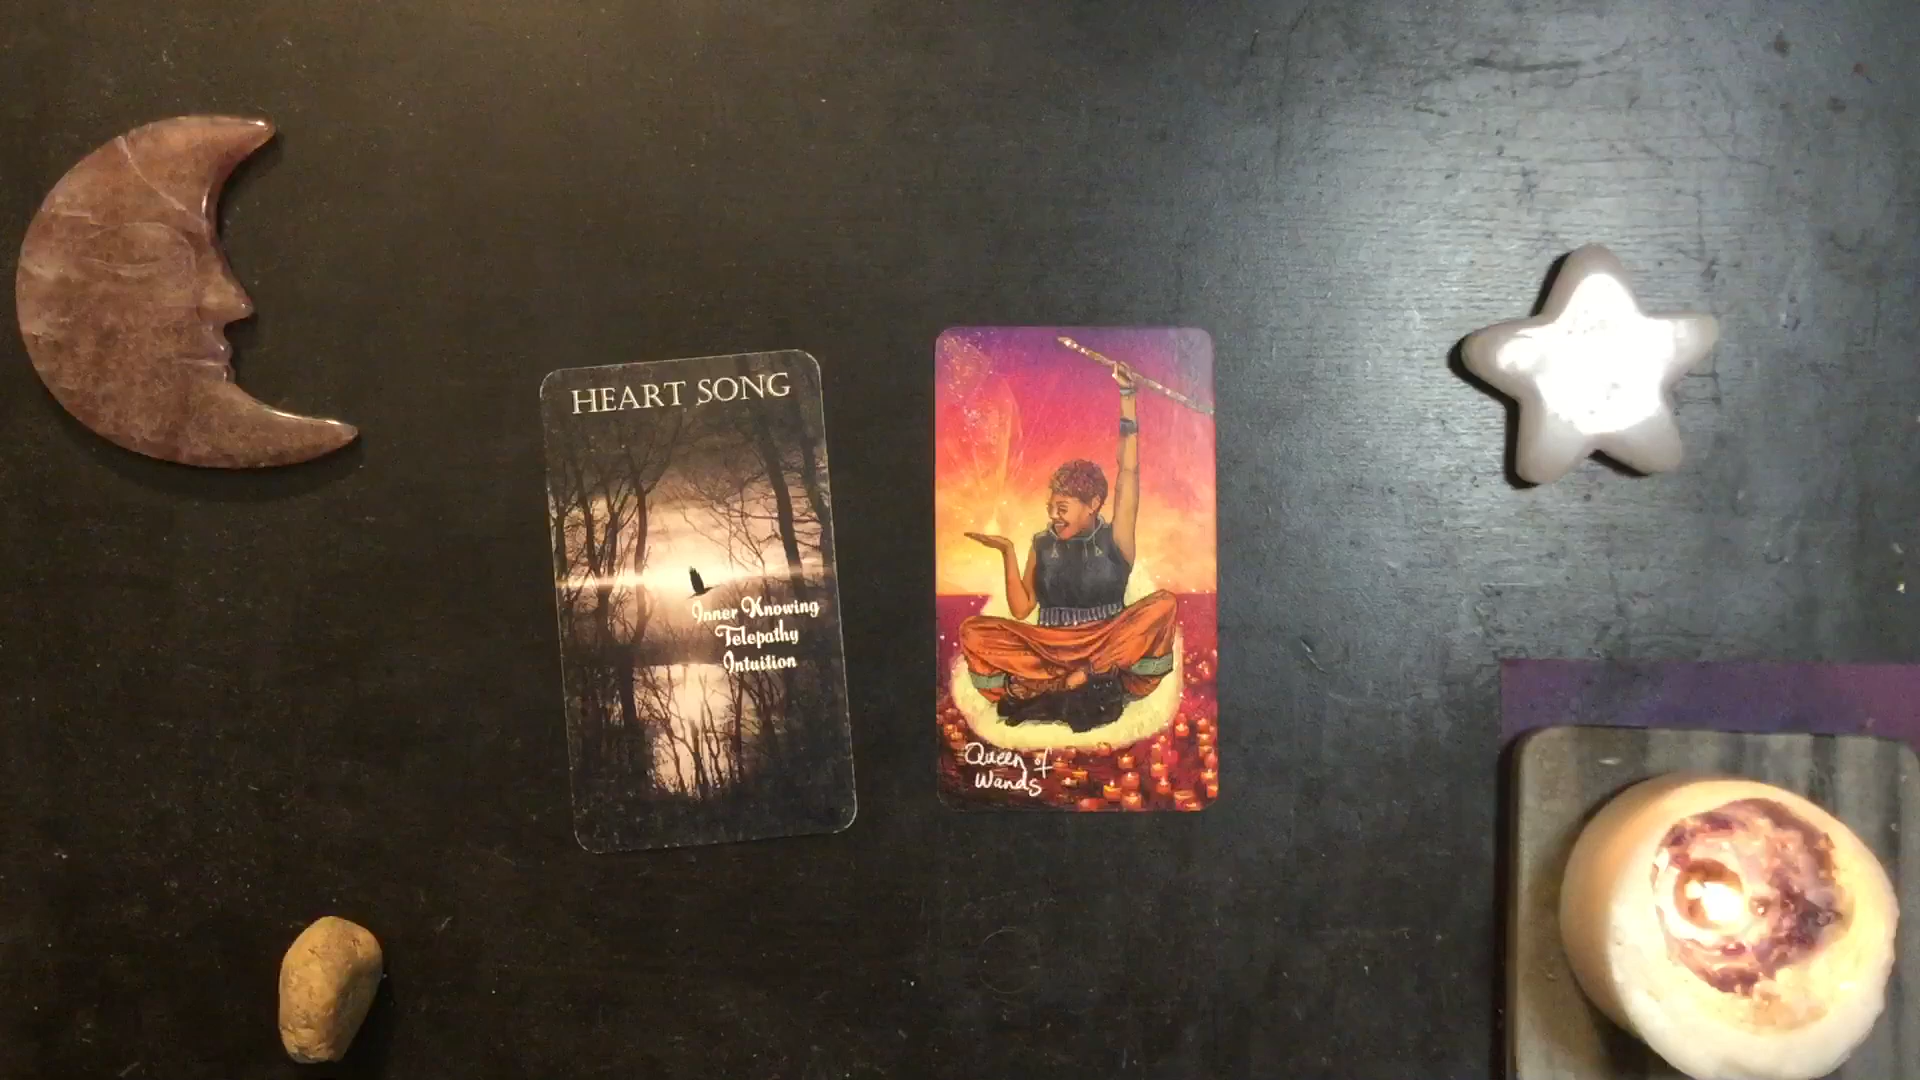 HEART SONG
Inner Knowing
Telepathy
Intuition
Queen of
Wands